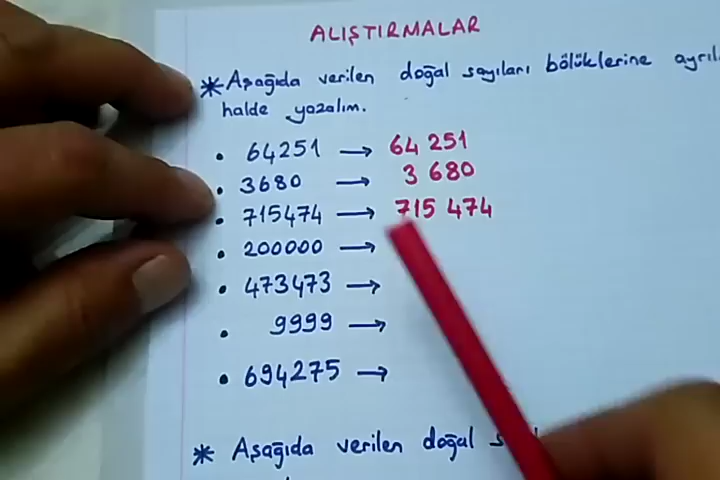 ALIŞTIRMALAR
* Aşağıda verilen doğal sayıları bölüklerine
halde yazalım.
• 64251 → 64 251
• 3680 → 3 680
• 715474 → 715 474
• 200000 →
• 473473 →
• 9999 →
• 694275 →
* Aşağıda verilen doğal